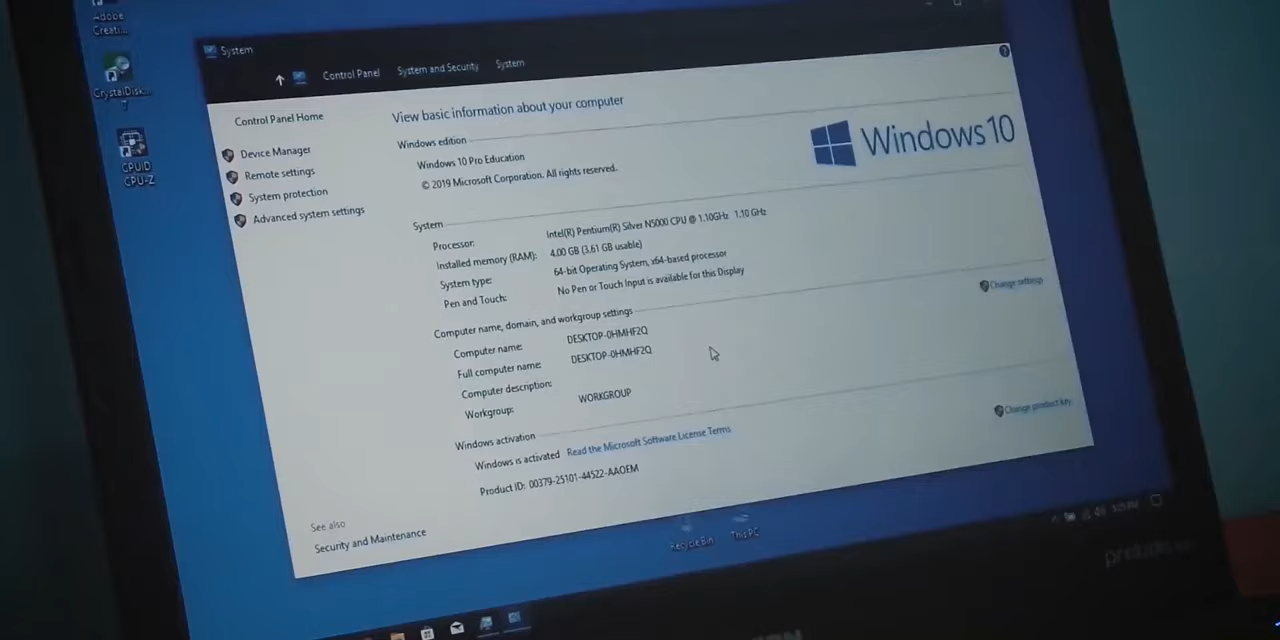 Adobe
Creati...
CrystalDisk...
7
CPUID
CPU-Z
System
Control Panel System and Security System
Control Panel Home
Device Manager
Remote settings
System protection
Advanced system settings
View basic information about your computer
Windows edition
Windows 10 Pro Education
© 2019 Microsoft Corporation. All rights reserved.
Windows 10
System
Processor: Intel(R) Pentium(R) Silver N5000 CPU @ 1.10GHz 1.10 GHz
Installed memory (RAM): 4.00 GB (3.61 GB usable)
System type: 64-bit Operating System, x64-based processor
Pen and Touch: No Pen or Touch Input is available for this Display
Computer name, domain, and workgroup settings
Computer name: DESKTOP-0HMHF2Q
Change settings
Full computer name: DESKTOP-0HMHF2Q
Computer description:
Workgroup: WORKGROUP
Windows activation
Windows is activated Read the Microsoft Software License Terms
Product ID: 00379-25101-44522-AAOEM
Change product key
See also
Security and Maintenance
Recycle Bin
This PC